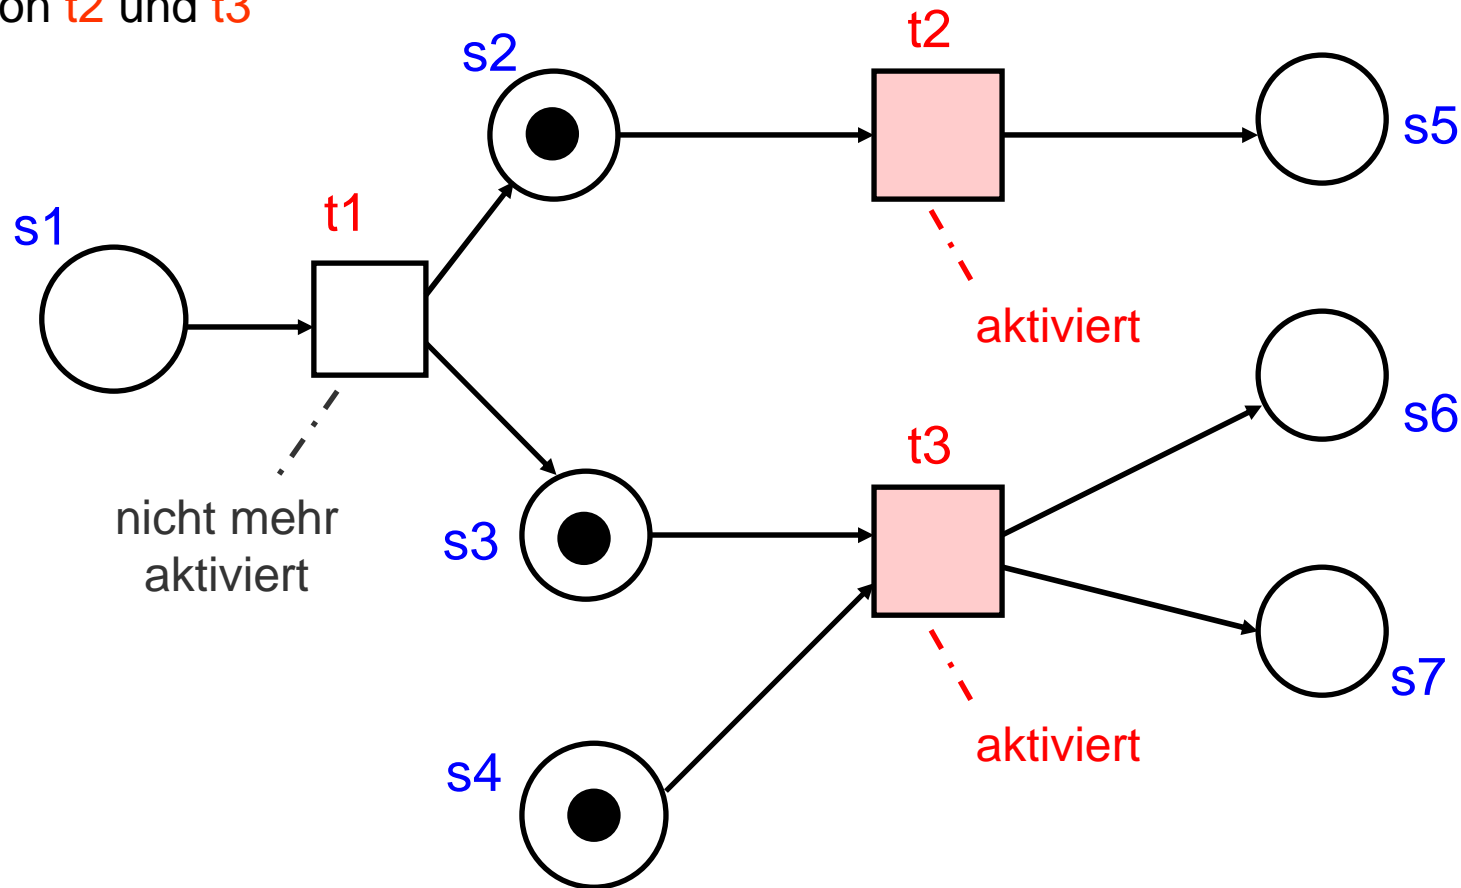 on t2 und t3
t2
s2
s5
t1
s1
aktiviert
s6
t3
nicht mehr
aktiviert
s3
s7
aktiviert
s4